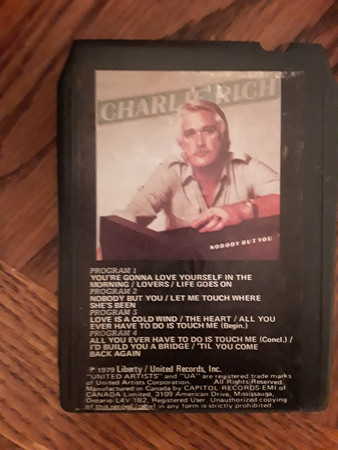 CHARLIE RICH
NOBODY BUT YOU
PROGRAM 1
YOU'RE GONNA LOVE YOURSELF IN THE
MORNING / LOVERS / LIFE GOES ON
PROGRAM 2
NOBODY BUT YOU / LET ME TOUCH WHERE
SHE'S BEEN
PROGRAM 3
LOVE IS A COLD WIND / THE HEART / ALL YOU
EVER HAVE TO DO IS TOUCH ME (Begin.)
PROGRAM 4
ALL YOU EVER HAVE TO DO IS TOUCH ME (Concl.) /
I'D BUILD YOU A BRIDGE / 'TIL YOU COME
BACK AGAIN
℗ 1979 Liberty / United Records, Inc.
"UNITED ARTISTS" and "UA" are registered trade marks
of United Artists Corporation. All Rights Reserved.
Manufactured in Canada by CAPITOL RECORDS-EMI of
CANADA Limited, 3109 American Drive, Mississauga,
Ontario L4V 1B2, Registered User. Unauthorized copying
of this record / label in any form is strictly prohibited.